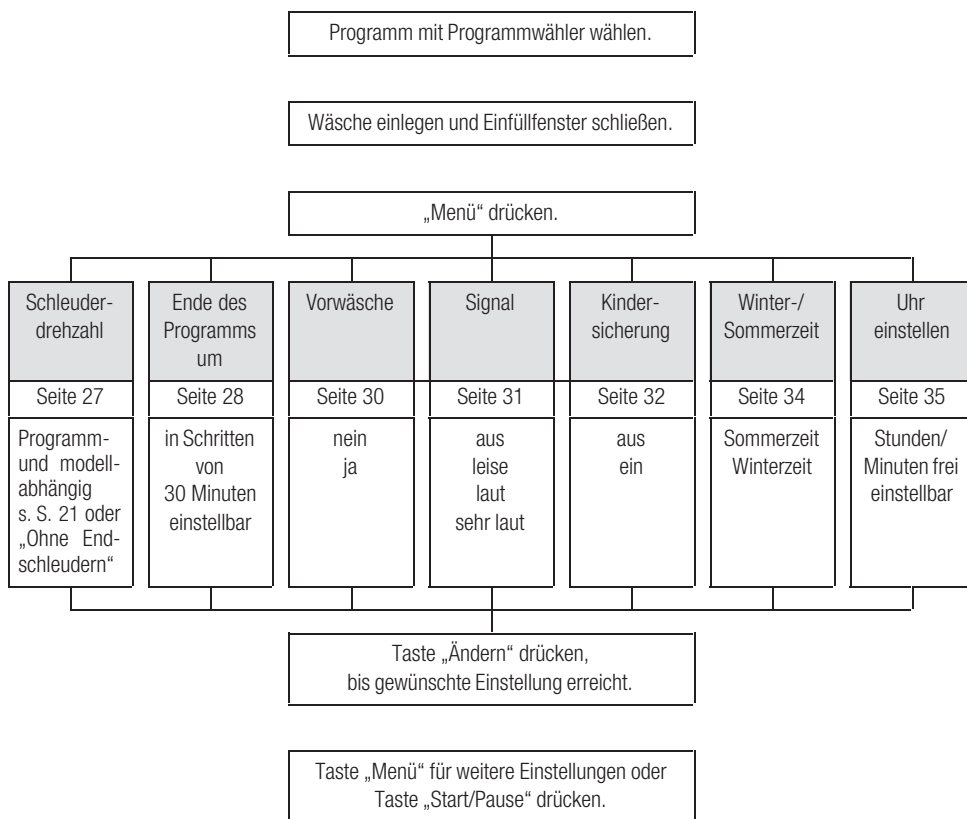 Programm mit Programmwähler wählen.
Wäsche einlegen und Einfüllfenster schließen.
„Menü“ drücken.
Schleuder-
drehzahl
Seite 27
Programm-
und modell-
abhängig
s. S. 21 oder
„Ohne End-
schleudern“
Ende des
Programms
um
Seite 28
in Schritten
von
30 Minuten
einstellbar
Vorwäsche
Seite 30
nein
ja
Signal
Seite 31
aus
leise
laut
sehr laut
Kinder-
sicherung
Seite 32
aus
ein
Winter-/
Sommerzeit
Seite 34
Sommerzeit
Winterzeit
Uhr
einstellen
Seite 35
Stunden/
Minuten frei
einstellbar
Taste „Ändern“ drücken,
bis gewünschte Einstellung erreicht.
Taste „Menü“ für weitere Einstellungen oder
Taste „Start/Pause“ drücken.